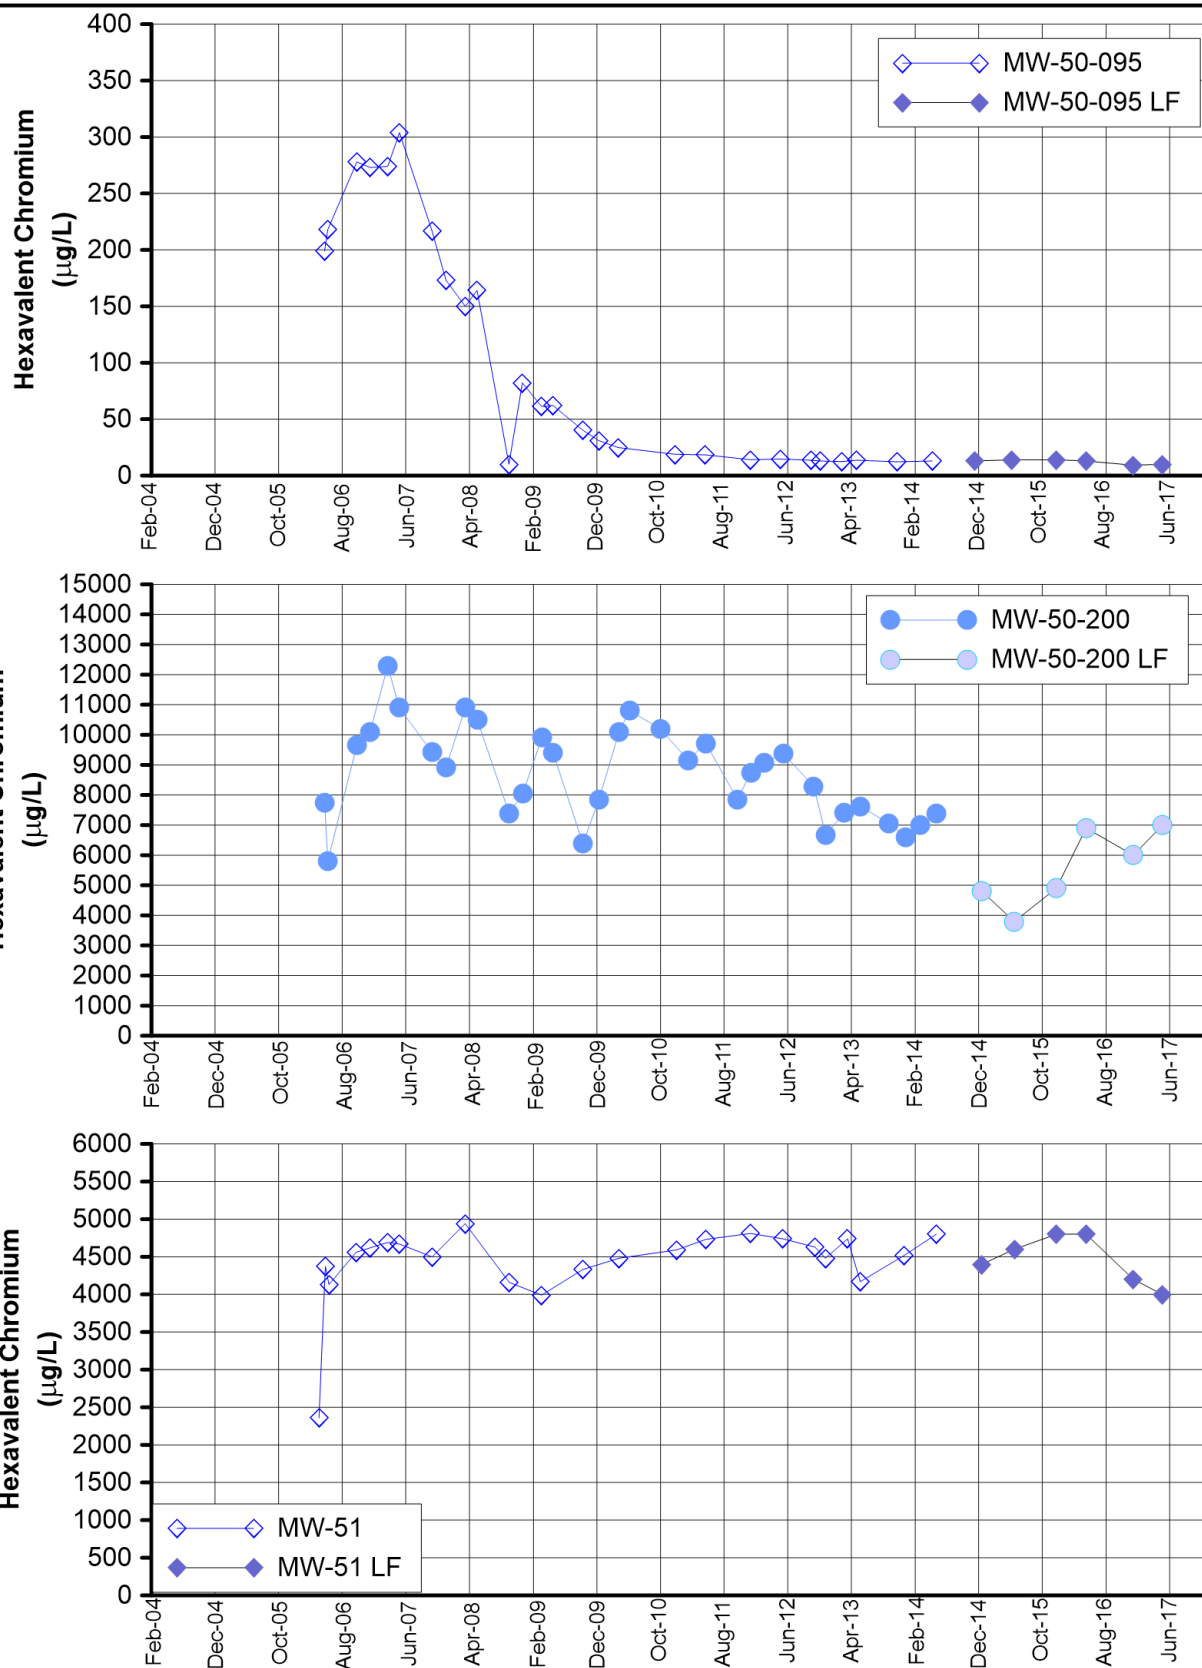 400
350
300
250
200
150
100
50
0
Hexavalent Chromium
(µg/L)
MW-50-095
MW-50-095 LF
Feb-04
Dec-04
Oct-05
Aug-06
Jun-07
Apr-08
Feb-09
Dec-09
Oct-10
Aug-11
Jun-12
Apr-13
Feb-14
Dec-14
Oct-15
Aug-16
Jun-17
15000
14000
13000
12000
11000
10000
9000
8000
7000
6000
5000
4000
3000
2000
1000
0
Hexavalent Chromium
(µg/L)
MW-50-200
MW-50-200 LF
Feb-04
Dec-04
Oct-05
Aug-06
Jun-07
Apr-08
Feb-09
Dec-09
Oct-10
Aug-11
Jun-12
Apr-13
Feb-14
Dec-14
Oct-15
Aug-16
Jun-17
6000
5500
5000
4500
4000
3500
3000
2500
2000
1500
1000
500
0
Hexavalent Chromium
(µg/L)
MW-51
MW-51 LF
Feb-04
Dec-04
Oct-05
Aug-06
Jun-07
Apr-08
Feb-09
Dec-09
Oct-10
Aug-11
Jun-12
Apr-13
Feb-14
Dec-14
Oct-15
Aug-16
Jun-17